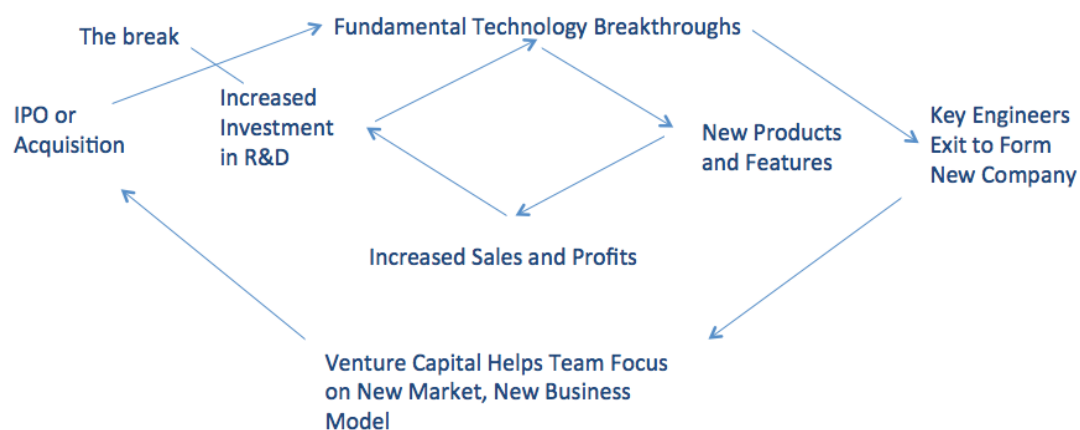 Fundamental Technology Breakthroughs
The break
IPO or
Acquisition
Increased
Investment
in R&D
New Products
and Features
Key Engineers
Exit to Form
New Company
Increased Sales and Profits
Venture Capital Helps Team Focus
on New Market, New Business
Model